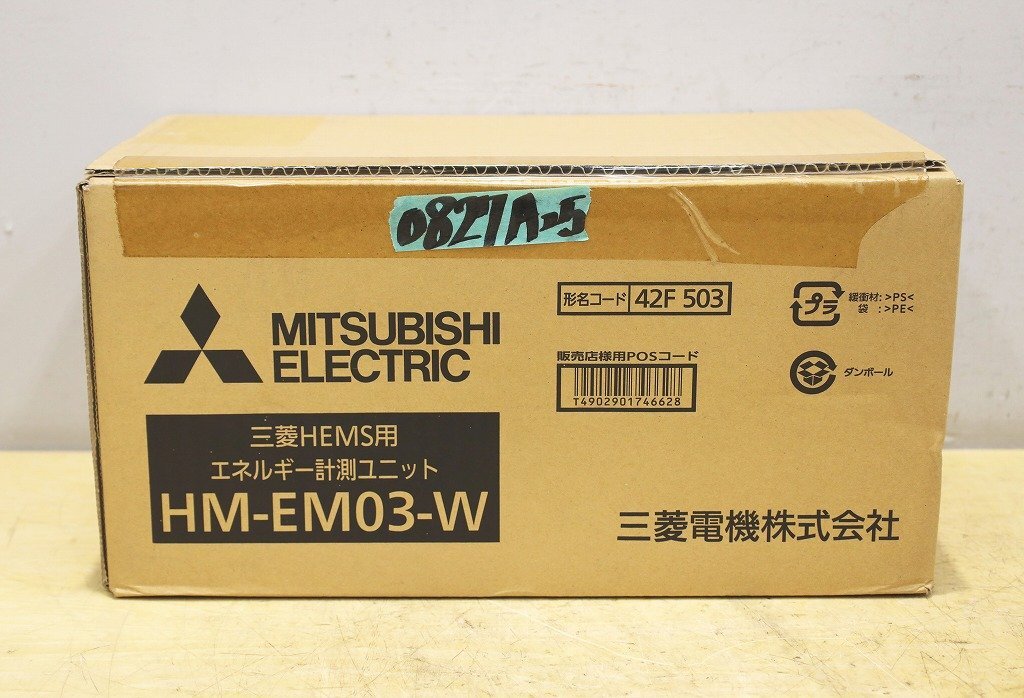 0827A-5
MITSUBISHI
ELECTRIC
三菱HEMS用
エネルギー計測ユニット
HM-EM03-W
形名コード 42F 503
販売店様用POSコード
T4902901746628
プラ
緩衝材:>PS<
袋 :>PE<
ダンボール
三菱電機株式会社